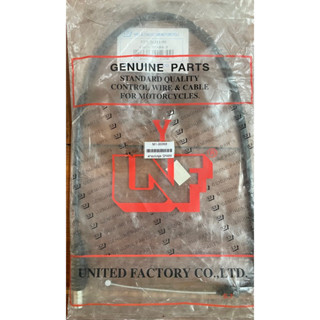 GENUINE PARTS
STANDARD QUALITY
CONTROL WIRE & CABLE
FOR MOTORCYCLES.
Y
UNF
UNITED FACTORY CO.,LTD.